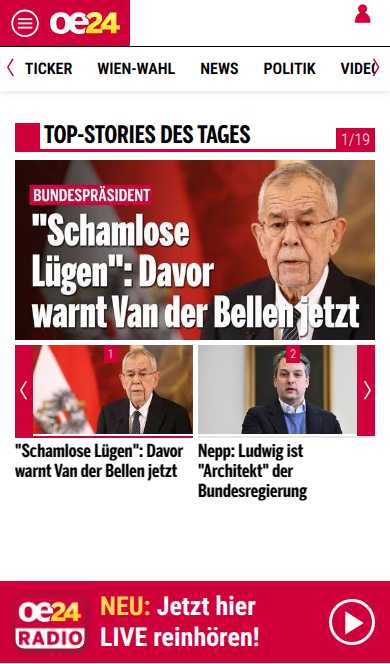 oe24
TICKER WIEN-WAHL NEWS POLITIK VIDEO
TOP-STORIES DES TAGES
1/19
BUNDESPRÄSIDENT
"Schamlose
Lügen": Davor
warnt Van der Bellen jetzt
1
2
"Schamlose Lügen": Davor
warnt Van der Bellen jetzt
Nepp: Ludwig ist
"Architekt" der
Bundesregierung
oe24
RADIO
NEU: Jetzt hier
LIVE reinhören!